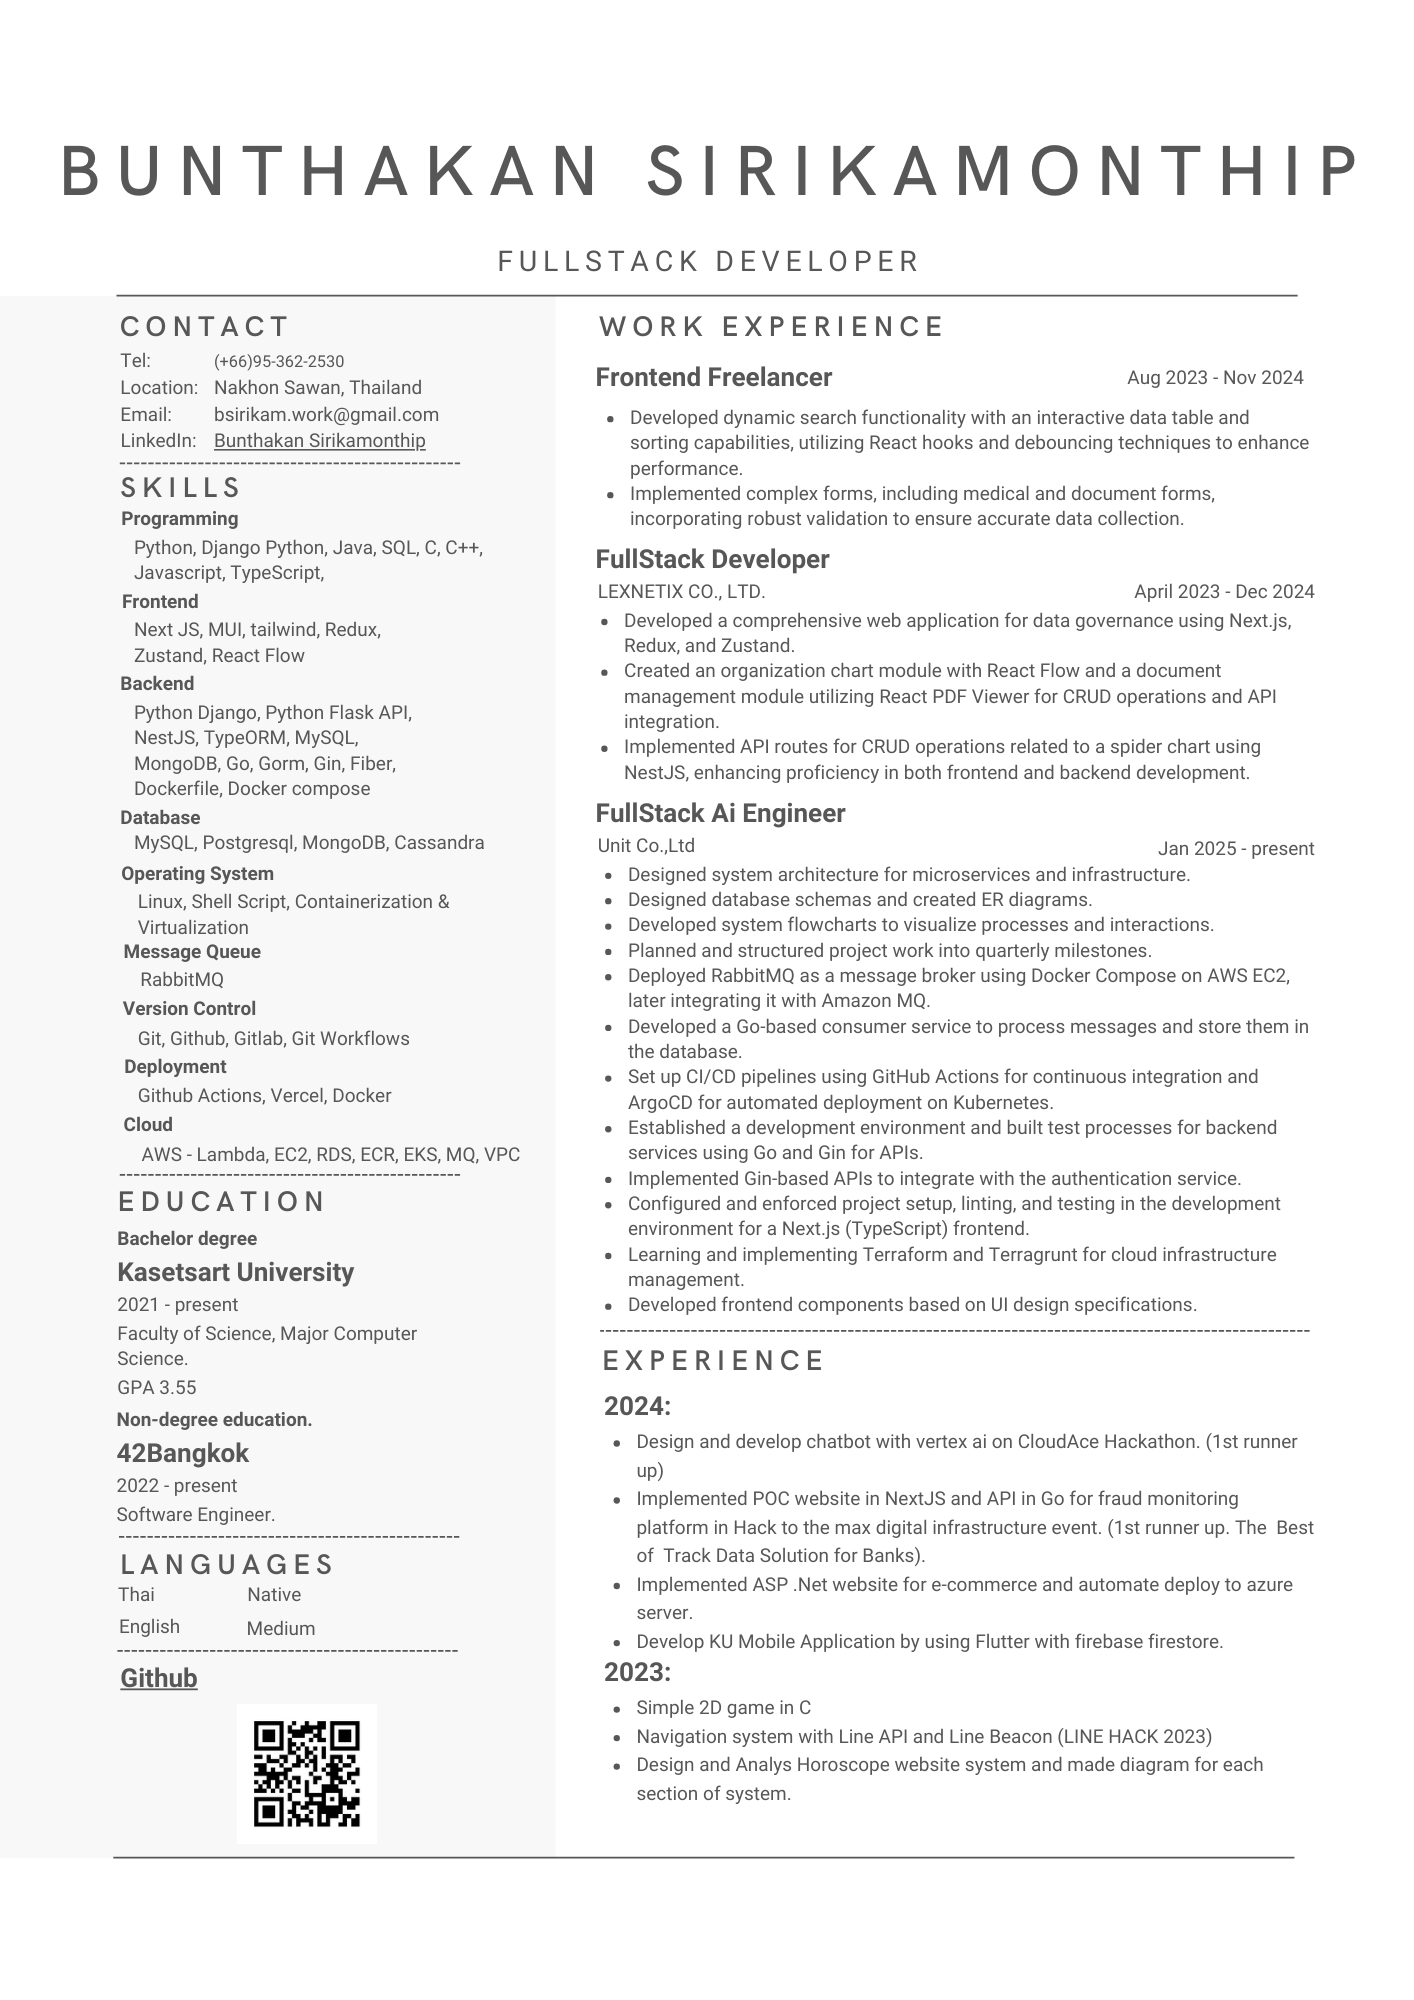 BUNTHAKAN SIRIKAMONTHIP
FULLSTACK DEVELOPER
CONTACT
Tel: (+66)95-362-2530
Location: Nakhon Sawan, Thailand
Email: bsirikam.work@gmail.com
LinkedIn: Bunthakan Sirikamonthip
------------------------------------------------
SKILLS
Programming
Python, Django Python, Java, SQL, C, C++,
Javascript, TypeScript,
Frontend
Next JS, MUI, tailwind, Redux,
Zustand, React Flow
Backend
Python Django, Python Flask API,
NestJS, TypeORM, MySQL,
MongoDB, Go, Gorm, Gin, Fiber,
Dockerfile, Docker compose
Database
MySQL, Postgresql, MongoDB, Cassandra
Operating System
Linux, Shell Script, Containerization &
Virtualization
Message Queue
RabbitMQ
Version Control
Git, Github, Gitlab, Git Workflows
Deployment
Github Actions, Vercel, Docker
Cloud
AWS - Lambda, EC2, RDS, ECR, EKS, MQ, VPC
------------------------------------------------
EDUCATION
Bachelor degree
Kasetsart University
2021 - present
Faculty of Science, Major Computer
Science.
GPA 3.55
Non-degree education.
42Bangkok
2022 - present
Software Engineer.
------------------------------------------------
LANGUAGES
Thai Native
English Medium
------------------------------------------------
Github
WORK EXPERIENCE
Frontend Freelancer Aug 2023 - Nov 2024
• Developed dynamic search functionality with an interactive data table and
sorting capabilities, utilizing React hooks and debouncing techniques to enhance
performance.
• Implemented complex forms, including medical and document forms,
incorporating robust validation to ensure accurate data collection.
FullStack Developer
LEXNETIX CO., LTD. April 2023 - Dec 2024
• Developed a comprehensive web application for data governance using Next.js,
Redux, and Zustand.
• Created an organization chart module with React Flow and a document
management module utilizing React PDF Viewer for CRUD operations and API
integration.
• Implemented API routes for CRUD operations related to a spider chart using
NestJS, enhancing proficiency in both frontend and backend development.
FullStack Ai Engineer
Unit Co.,Ltd Jan 2025 - present
• Designed system architecture for microservices and infrastructure.
• Designed database schemas and created ER diagrams.
• Developed system flowcharts to visualize processes and interactions.
• Planned and structured project work into quarterly milestones.
• Deployed RabbitMQ as a message broker using Docker Compose on AWS EC2,
later integrating it with Amazon MQ.
• Developed a Go-based consumer service to process messages and store them in
the database.
• Set up CI/CD pipelines using GitHub Actions for continuous integration and
ArgoCD for automated deployment on Kubernetes.
• Established a development environment and built test processes for backend
services using Go and Gin for APIs.
• Implemented Gin-based APIs to integrate with the authentication service.
• Configured and enforced project setup, linting, and testing in the development
environment for a Next.js (TypeScript) frontend.
• Learning and implementing Terraform and Terragrunt for cloud infrastructure
management.
• Developed frontend components based on UI design specifications.
----------------------------------------------------------------------------------------------------
EXPERIENCE
2024:
• Design and develop chatbot with vertex ai on CloudAce Hackathon. (1st runner
up)
• Implemented POC website in NextJS and API in Go for fraud monitoring
platform in Hack to the max digital infrastructure event. (1st runner up. The Best
of Track Data Solution for Banks).
• Implemented ASP .Net website for e-commerce and automate deploy to azure
server.
• Develop KU Mobile Application by using Flutter with firebase firestore.
2023:
• Simple 2D game in C
• Navigation system with Line API and Line Beacon (LINE HACK 2023)
• Design and Analys Horoscope website system and made diagram for each
section of system.